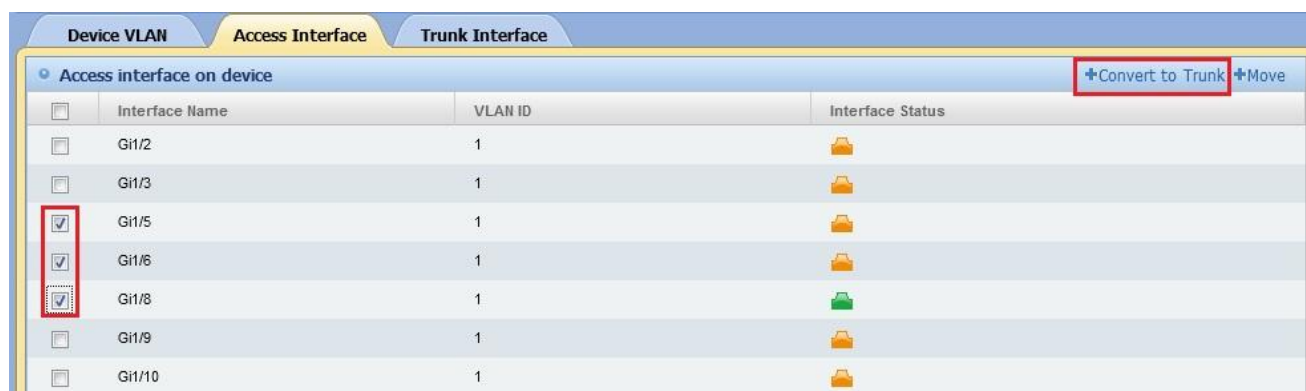 Device VLAN Access Interface Trunk Interface
Access interface on device +Convert to Trunk +Move
Interface Name VLAN ID Interface Status
Gi1/2 1
Gi1/3 1
Gi1/5 1
Gi1/6 1
Gi1/8 1
Gi1/9 1
Gi1/10 1